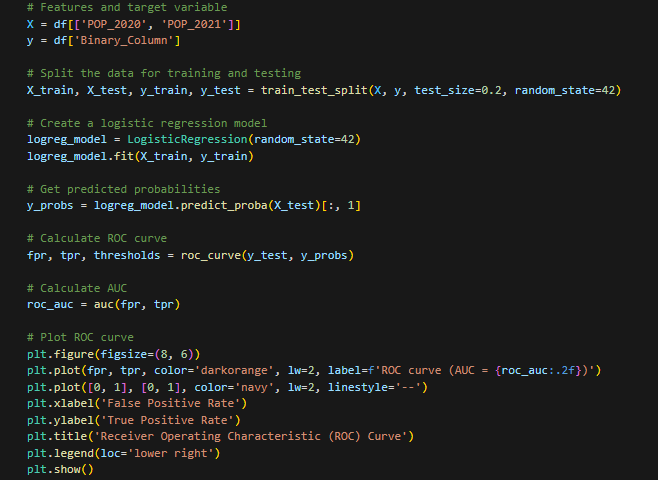 # Features and target variable
X = df[['POP_2020', 'POP_2021']]
y = df['Binary_Column']

# Split the data for training and testing
X_train, X_test, y_train, y_test = train_test_split(X, y, test_size=0.2, random_state=42)

# Create a logistic regression model
logreg_model = LogisticRegression(random_state=42)
logreg_model.fit(X_train, y_train)

# Get predicted probabilities
y_probs = logreg_model.predict_proba(X_test)[:, 1]

# Calculate ROC curve
fpr, tpr, thresholds = roc_curve(y_test, y_probs)

# Calculate AUC
roc_auc = auc(fpr, tpr)

# Plot ROC curve
plt.figure(figsize=(8, 6))
plt.plot(fpr, tpr, color='darkorange', lw=2, label=f'ROC curve (AUC = {roc_auc:.2f})')
plt.plot([0, 1], [0, 1], color='navy', lw=2, linestyle='--')
plt.xlabel('False Positive Rate')
plt.ylabel('True Positive Rate')
plt.title('Receiver Operating Characteristic (ROC) Curve')
plt.legend(loc='lower right')
plt.show()